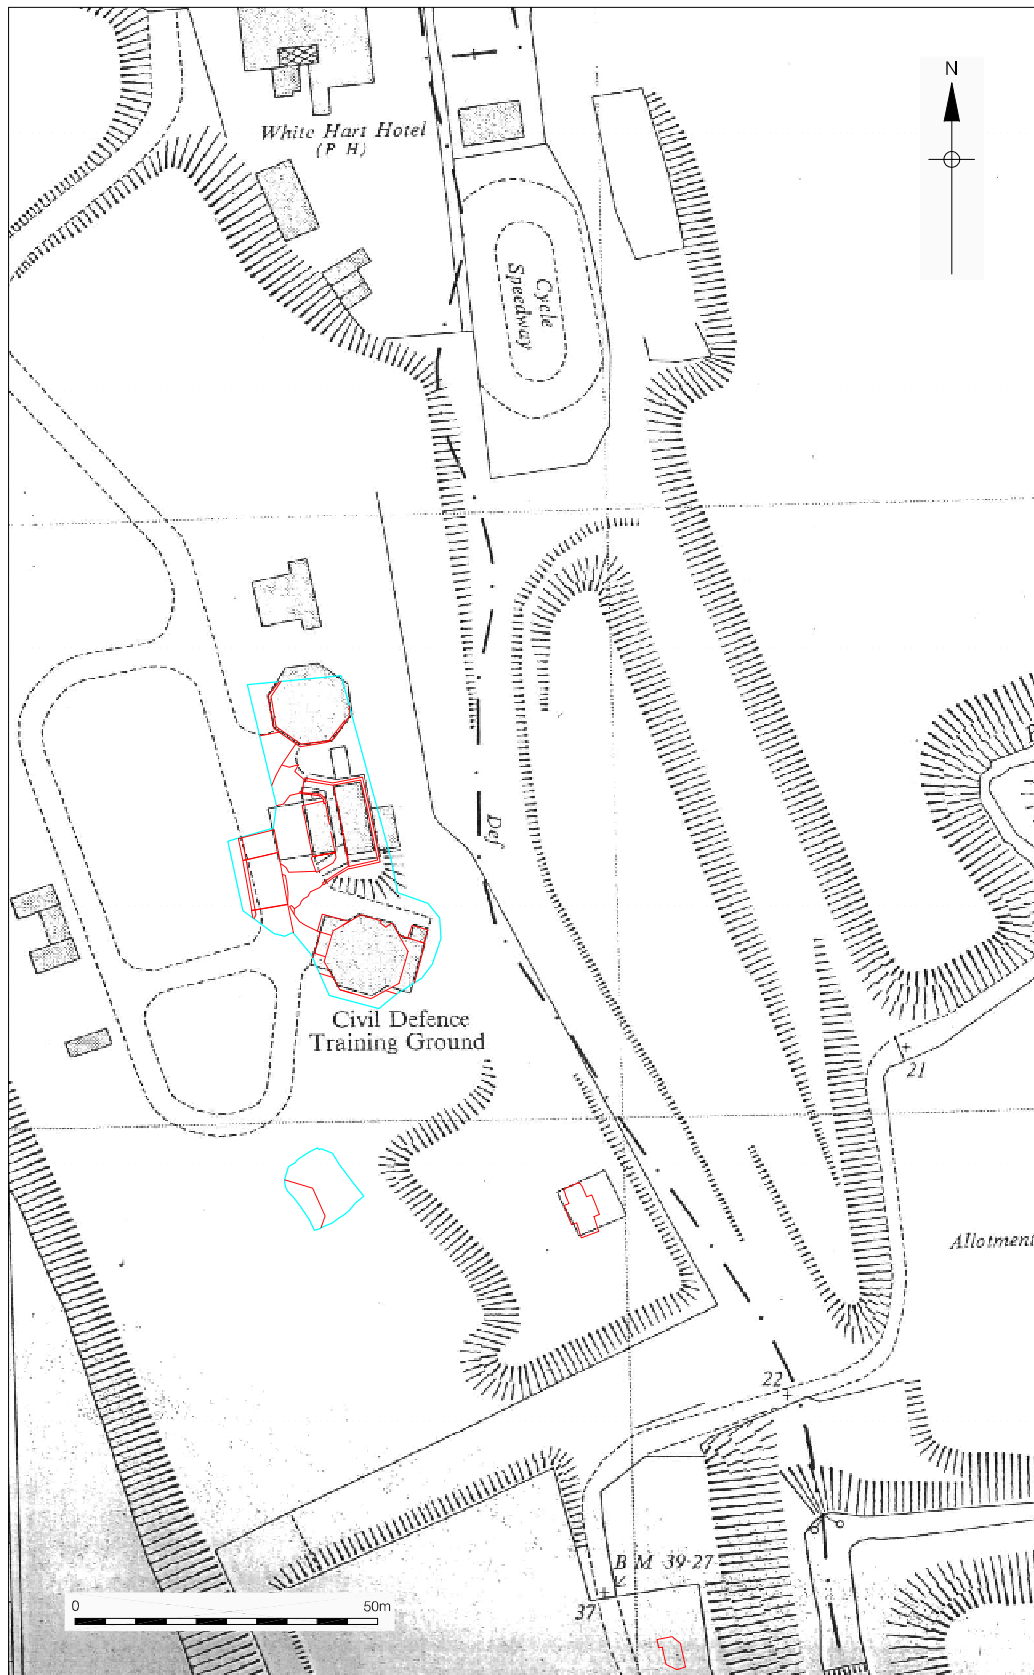 N
White Hart Hotel
(P H)
Cycle
Speedway
Def
Civil Defence
Training Ground
21
Allotment
22
B M 39·27
37
0
50m